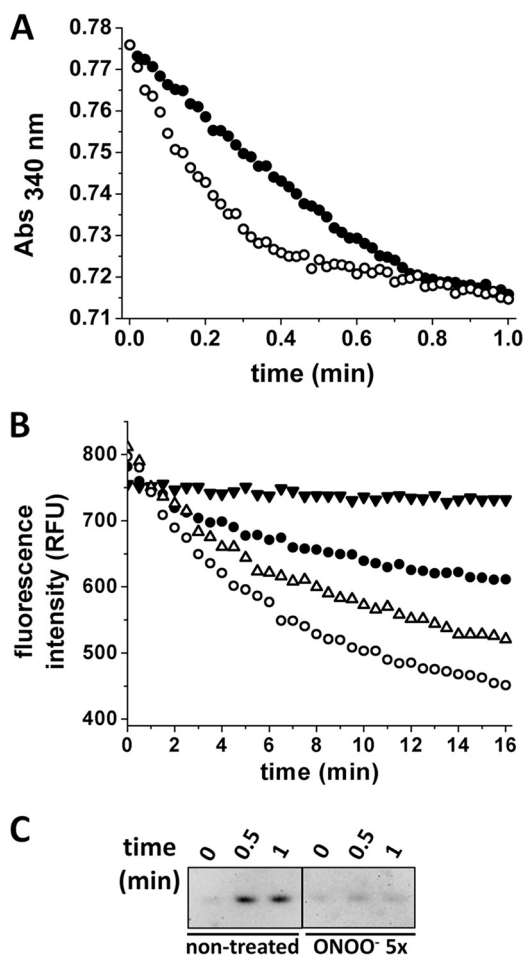 A
0.78
0.77
0.76
0.75
0.74
0.73
0.72
0.71
Abs 340 nm
0.0 0.2 0.4 0.6 0.8 1.0
time (min)
B
800
700
600
500
400
fluorescence
intensity (RFU)
0 2 4 6 8 10 12 14 16
time (min)
C
time
(min)
0 0.5 1 0 0.5 1
non-treated ONOO⁻ 5x